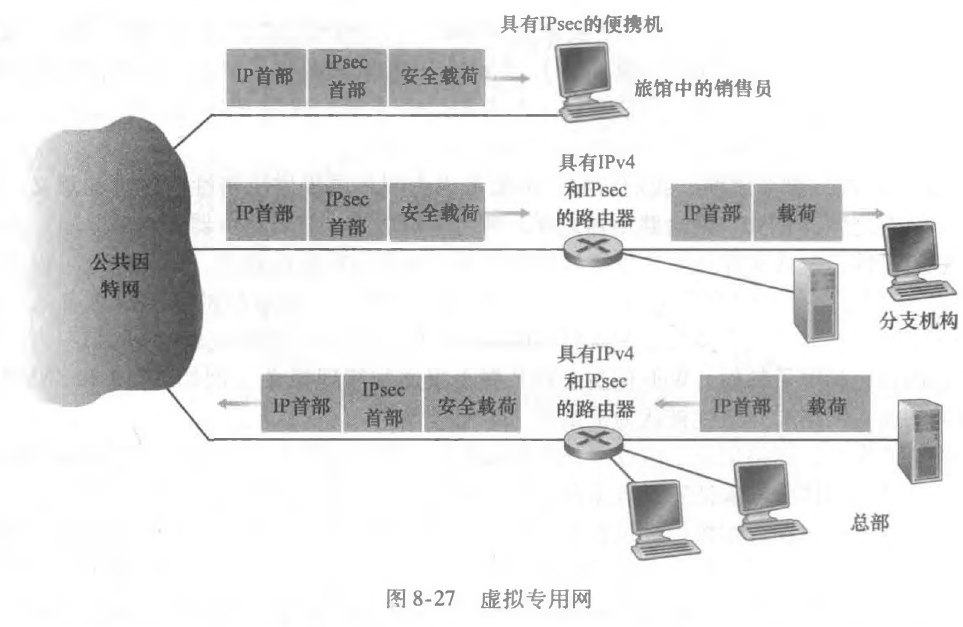 具有IPsec的便携机
IP首部
IPsec
首部
安全载荷
旅馆中的销售员
具有IPv4
和IPsec
的路由器
IP首部
IPsec
首部
安全载荷
IP首部
载荷
公共因
特网
分支机构
具有IPv4
和IPsec
的路由器
IP首部
IPsec
首部
安全载荷
IP首部
载荷
总部
图 8-27 虚拟专用网